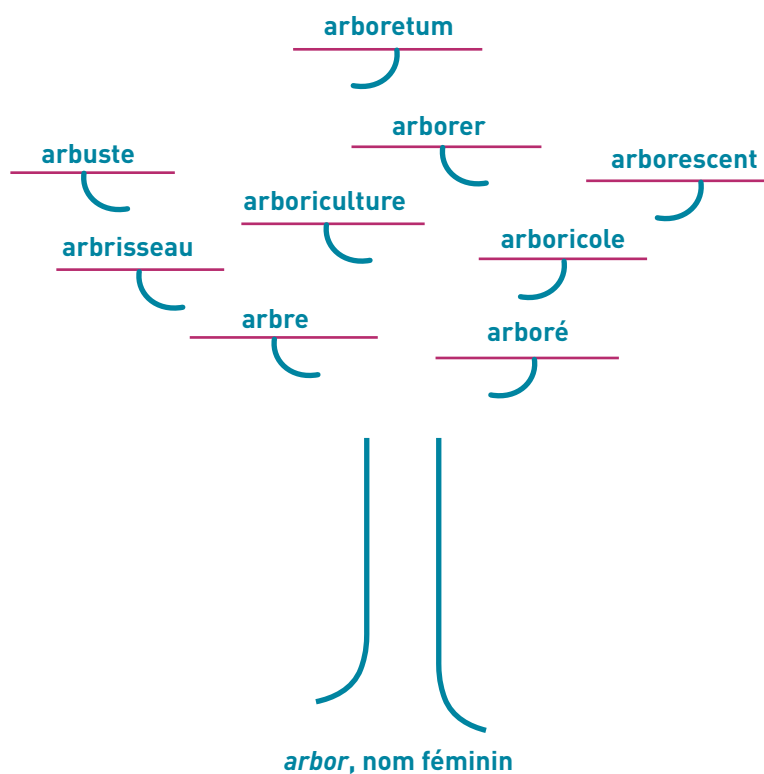 arboretum
arborer
arbuste
arborescent
arboriculture
arboricole
arbrisseau
arbre
arboré
arbor, nom féminin